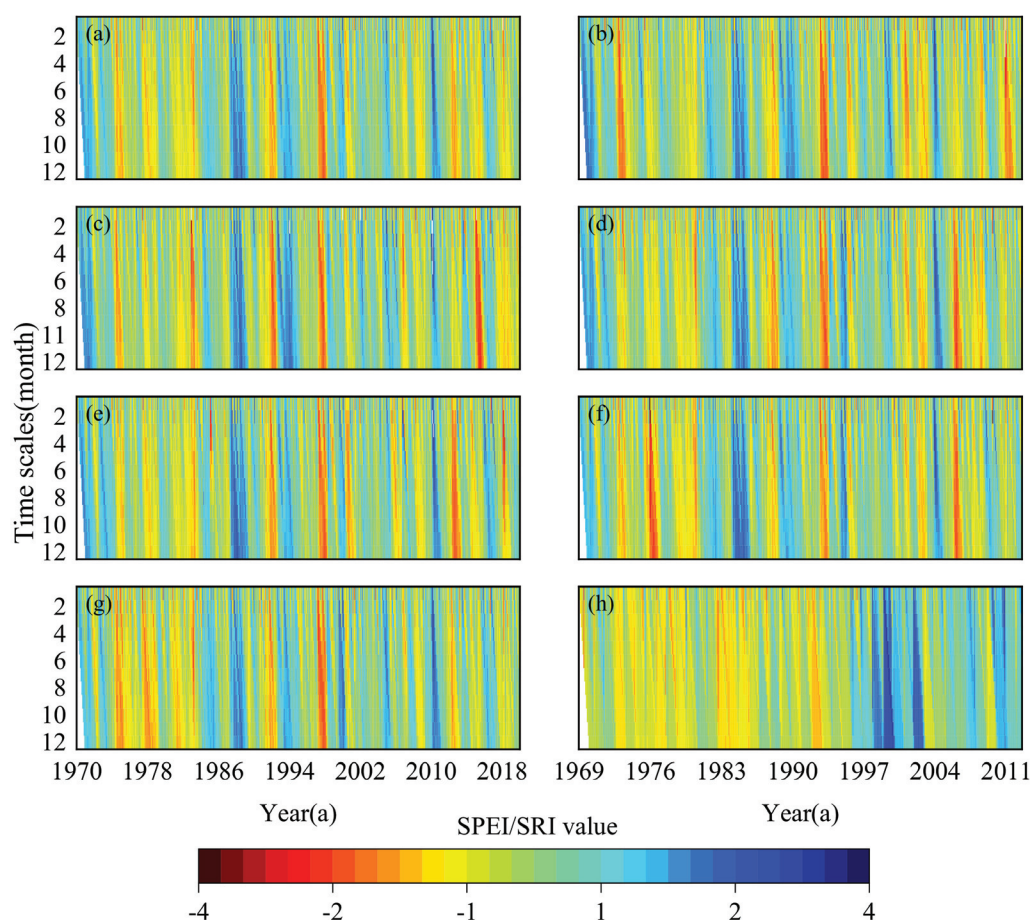 (a) (b)
2
4
6
8
10
12
(c) (d)
2
4
6
8
11
12
Time scales(month)
(e) (f)
2
4
6
8
10
12
(g) (h)
2
4
6
8
10
12
1970 1978 1986 1994 2002 2010 2018 1969 1976 1983 1990 1997 2004 2011
Year(a) Year(a)
SPEI/SRI value
-4 -2 -1 1 2 4